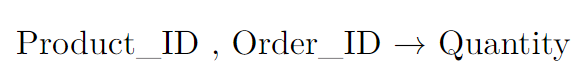 Product_ID , Order_ID → Quantity